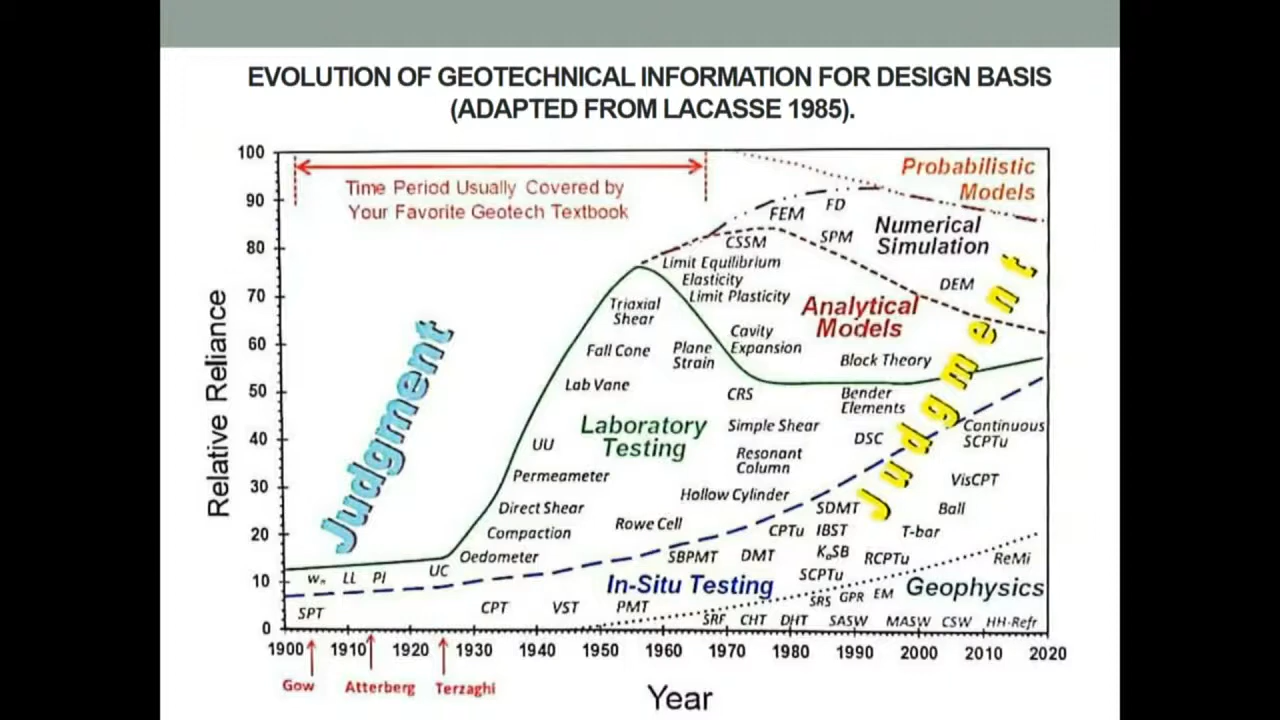 EVOLUTION OF GEOTECHNICAL INFORMATION FOR DESIGN BASIS
(ADAPTED FROM LACASSE 1985).
100
90
80
70
60
50
40
30
20
10
0
Relative Reliance
Time Period Usually Covered by
Your Favorite Geotech Textbook
Probabilistic
Models
FEM
FD
Numerical
Simulation
CSSM
SPM
DEM
Limit Equilibrium
Elasticity
Limit Plasticity
Analytical
Models
Triaxial
Shear
Cavity
Expansion
Fall Cone
Plane
Strain
Block Theory
Judgment
Judgment
Lab Vane
CRS
Bender
Elements
Laboratory
Testing
Simple Shear
Continuous
SCPTu
UU
DSC
Resonant
Column
Permeameter
VisCPT
Hollow Cylinder
Direct Shear
SDMT
Ball
Rowe Cell
Compaction
CPTu
IBST
T-bar
Oedometer
SBPMT
DMT
KₒSB
RCPTu
ReMi
wₙ
LL
PI
UC
SCPTu
In-Situ Testing
Geophysics
SRS
GPR
EM
SPT
CPT
VST
PMT
SRF
CHT
DHT
SASW
MASW
CSW
HH-Refr
1900
1910
1920
1930
1940
1950
1960
1970
1980
1990
2000
2010
2020
Gow
Atterberg
Terzaghi
Year